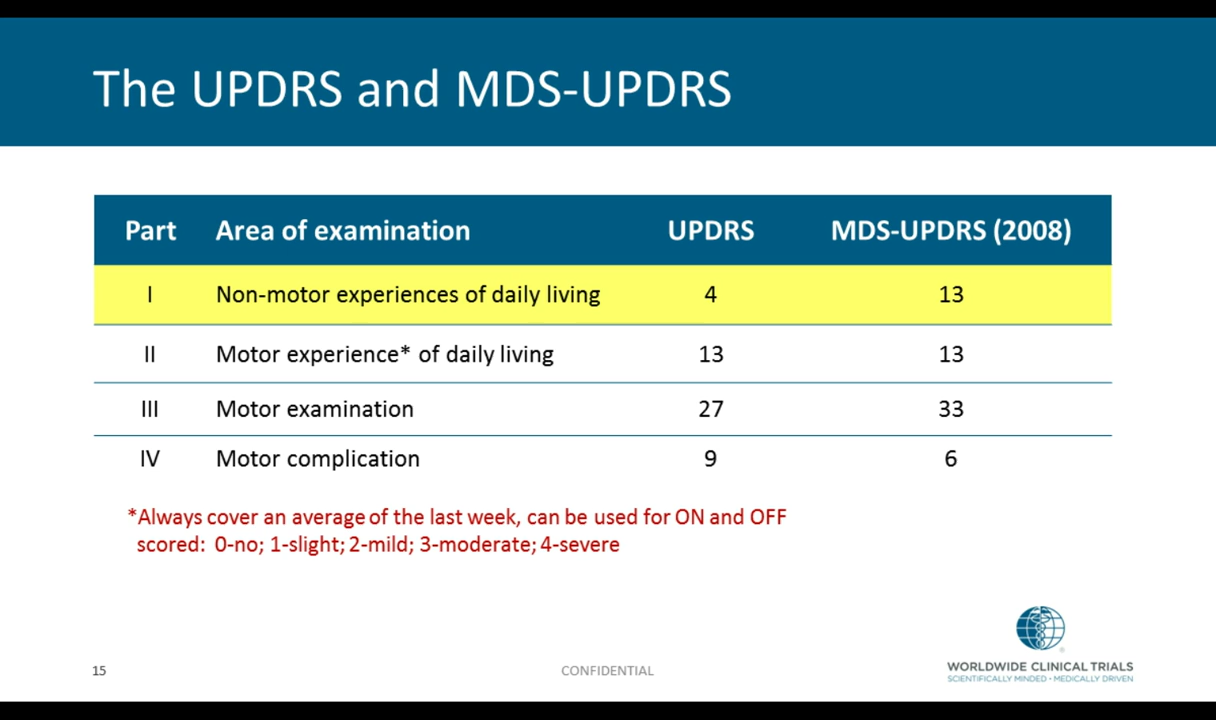 The UPDRS and MDS-UPDRS
Part Area of examination UPDRS MDS-UPDRS (2008)
I Non-motor experiences of daily living 4 13
II Motor experience* of daily living 13 13
III Motor examination 27 33
IV Motor complication 9 6
*Always cover an average of the last week, can be used for ON and OFF
scored: 0-no; 1-slight; 2-mild; 3-moderate; 4-severe
15 CONFIDENTIAL
WORLDWIDE CLINICAL TRIALS
SCIENTIFICALLY MINDED • MEDICALLY DRIVEN